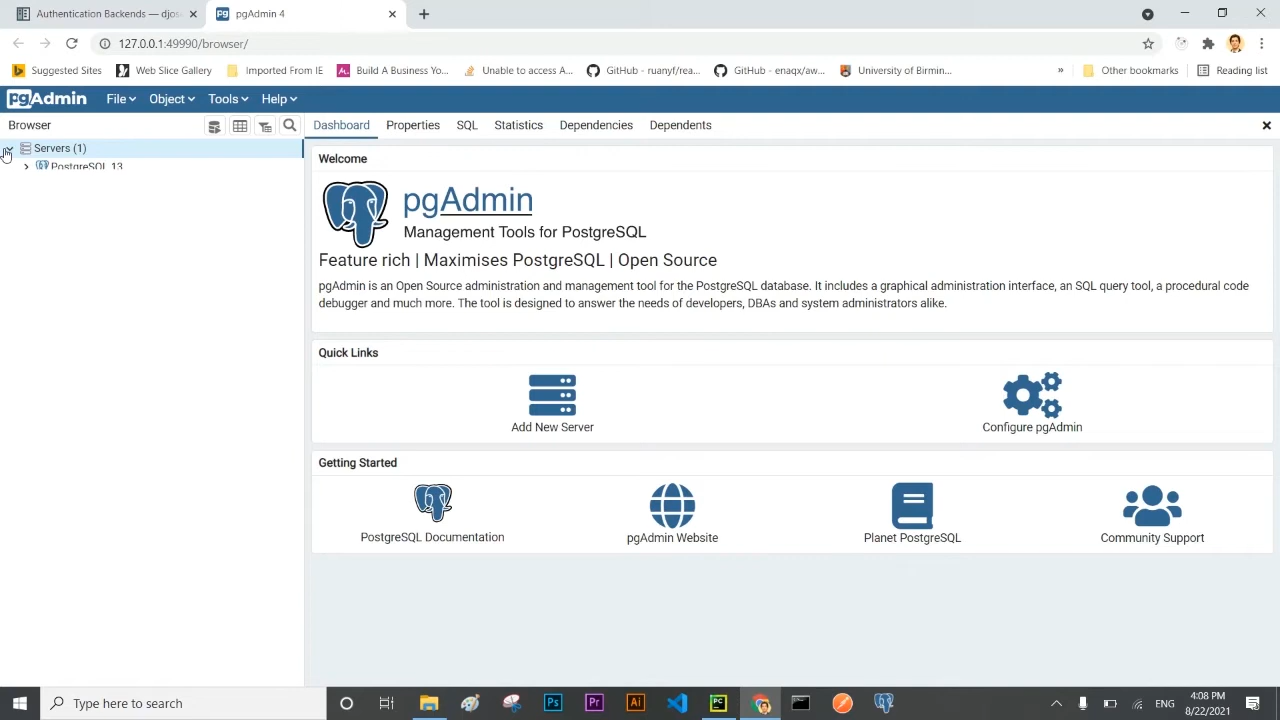 Authentication Backends — djos
pgAdmin 4
127.0.0.1:49990/browser/
Suggested Sites
Web Slice Gallery
Imported From IE
Build A Business Yo...
Unable to access A...
GitHub - ruanyf/rea...
GitHub - enaqx/aw...
University of Birmin...
»
Other bookmarks
Reading list
pgAdmin
File
Object
Tools
Help
Browser
Dashboard
Properties
SQL
Statistics
Dependencies
Dependents
Servers (1)
PostgreSQL 13
Welcome
pgAdmin
Management Tools for PostgreSQL
Feature rich | Maximises PostgreSQL | Open Source
pgAdmin is an Open Source administration and management tool for the PostgreSQL database. It includes a graphical administration interface, an SQL query tool, a procedural code
debugger and much more. The tool is designed to answer the needs of developers, DBAs and system administrators alike.
Quick Links
Add New Server
Configure pgAdmin
Getting Started
PostgreSQL Documentation
pgAdmin Website
Planet PostgreSQL
Community Support
Type here to search
Ps
Pr
Ai
PC
ENG
4:08 PM
8/22/2021